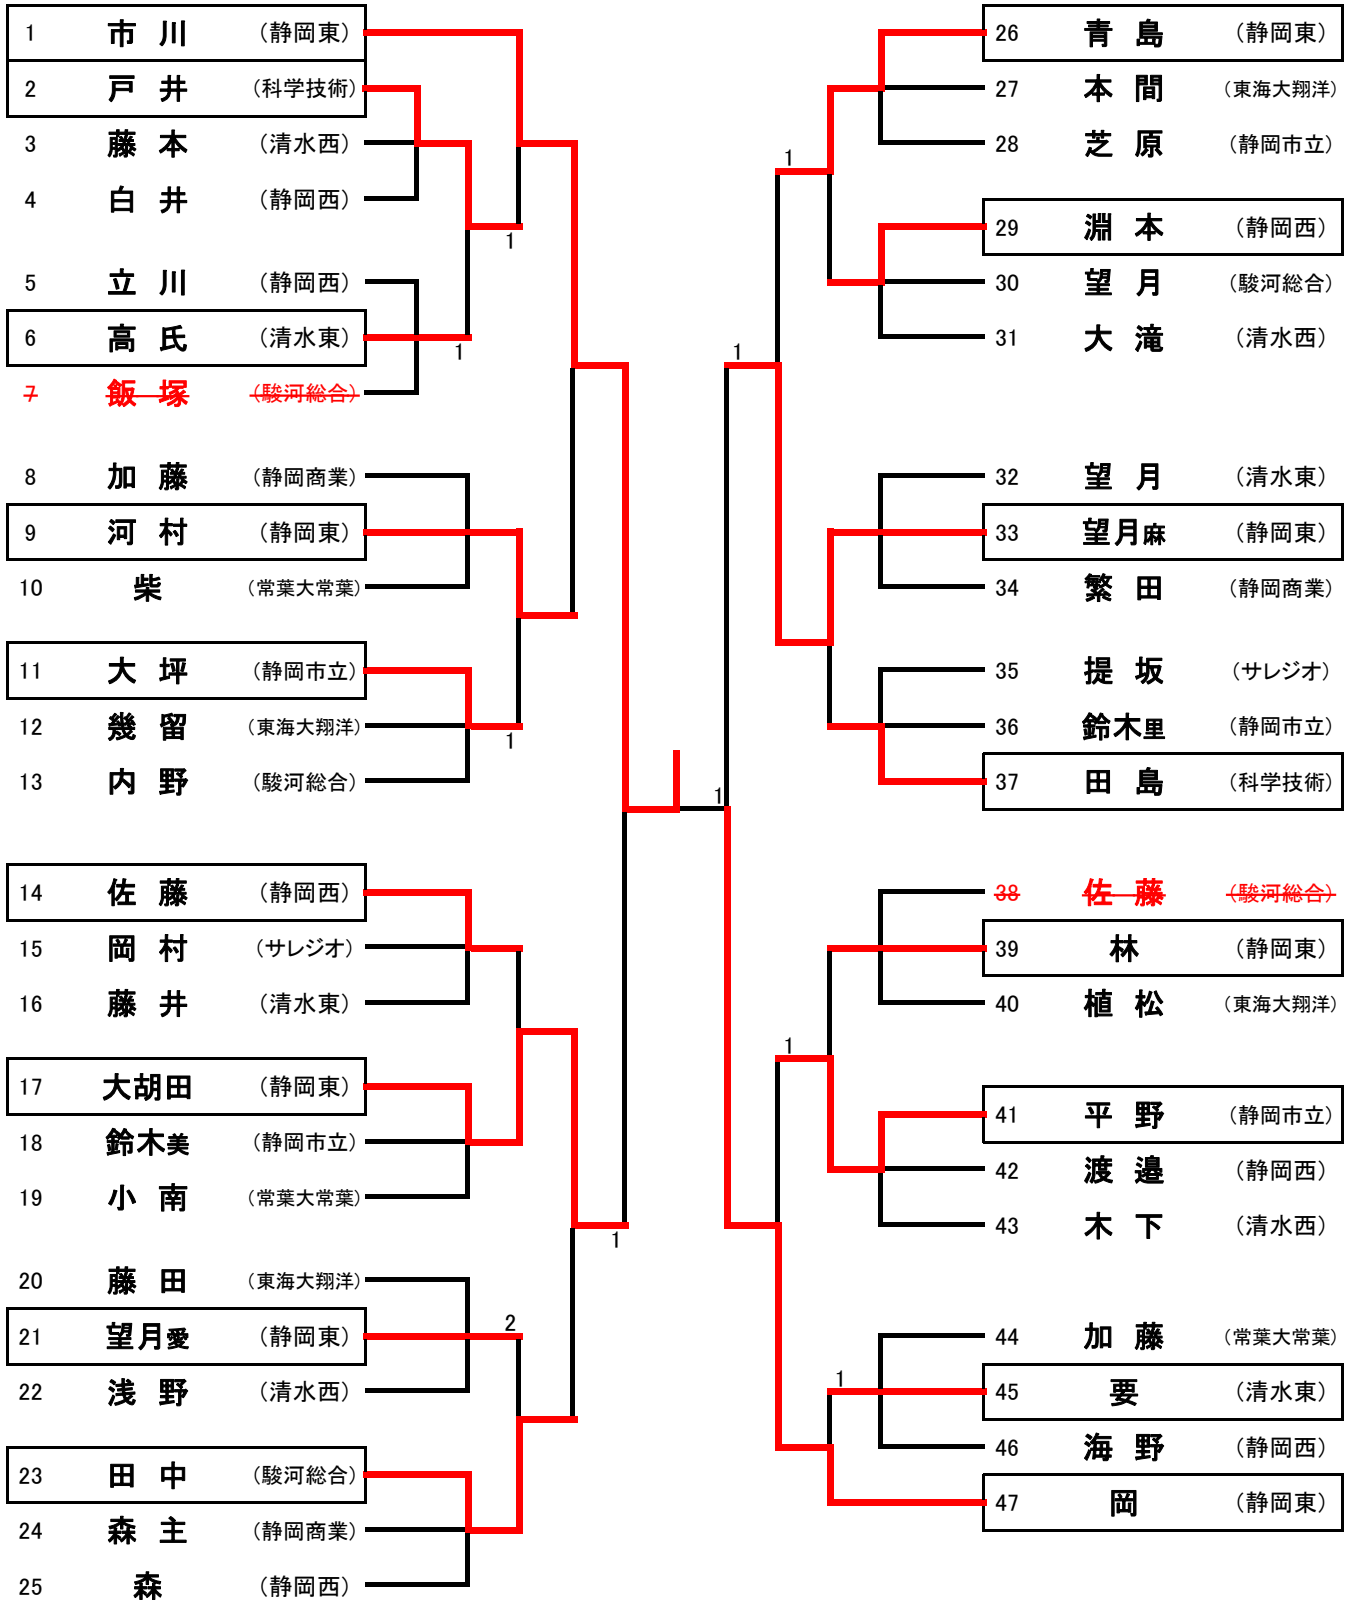 1 市 川 (静岡東)
2 戸 井 (科学技術)
3 藤 本 (清水西)
4 白 井 (静岡西)
1
5 立 川 (静岡西)
6 高 氏 (清水東)
1
7 飯 塚 (駿河総合)
8 加 藤 (静岡商業)
9 河 村 (静岡東)
10 柴 (常葉大常葉)
11 大 坪 (静岡市立)
12 幾 留 (東海大翔洋)
1
13 内 野 (駿河総合)
14 佐 藤 (静岡西)
15 岡 村 (サレジオ)
16 藤 井 (清水東)
17 大胡田 (静岡東)
18 鈴木美 (静岡市立)
19 小 南 (常葉大常葉)
1
20 藤 田 (東海大翔洋)
2
21 望月愛 (静岡東)
22 浅 野 (清水西)
23 田 中 (駿河総合)
24 森 主 (静岡商業)
25 森 (静岡西)
26 青 島 (静岡東)
27 本 間 (東海大翔洋)
28 芝 原 (静岡市立)
1
29 淵 本 (静岡西)
30 望 月 (駿河総合)
31 大 滝 (清水西)
1
32 望 月 (清水東)
33 望月麻 (静岡東)
34 繁 田 (静岡商業)
35 提 坂 (サレジオ)
36 鈴木里 (静岡市立)
37 田 島 (科学技術)
1
38 佐 藤 (駿河総合)
39 林 (静岡東)
40 植 松 (東海大翔洋)
1
41 平 野 (静岡市立)
42 渡 邉 (静岡西)
43 木 下 (清水西)
44 加 藤 (常葉大常葉)
1
45 要 (清水東)
46 海 野 (静岡西)
47 岡 (静岡東)